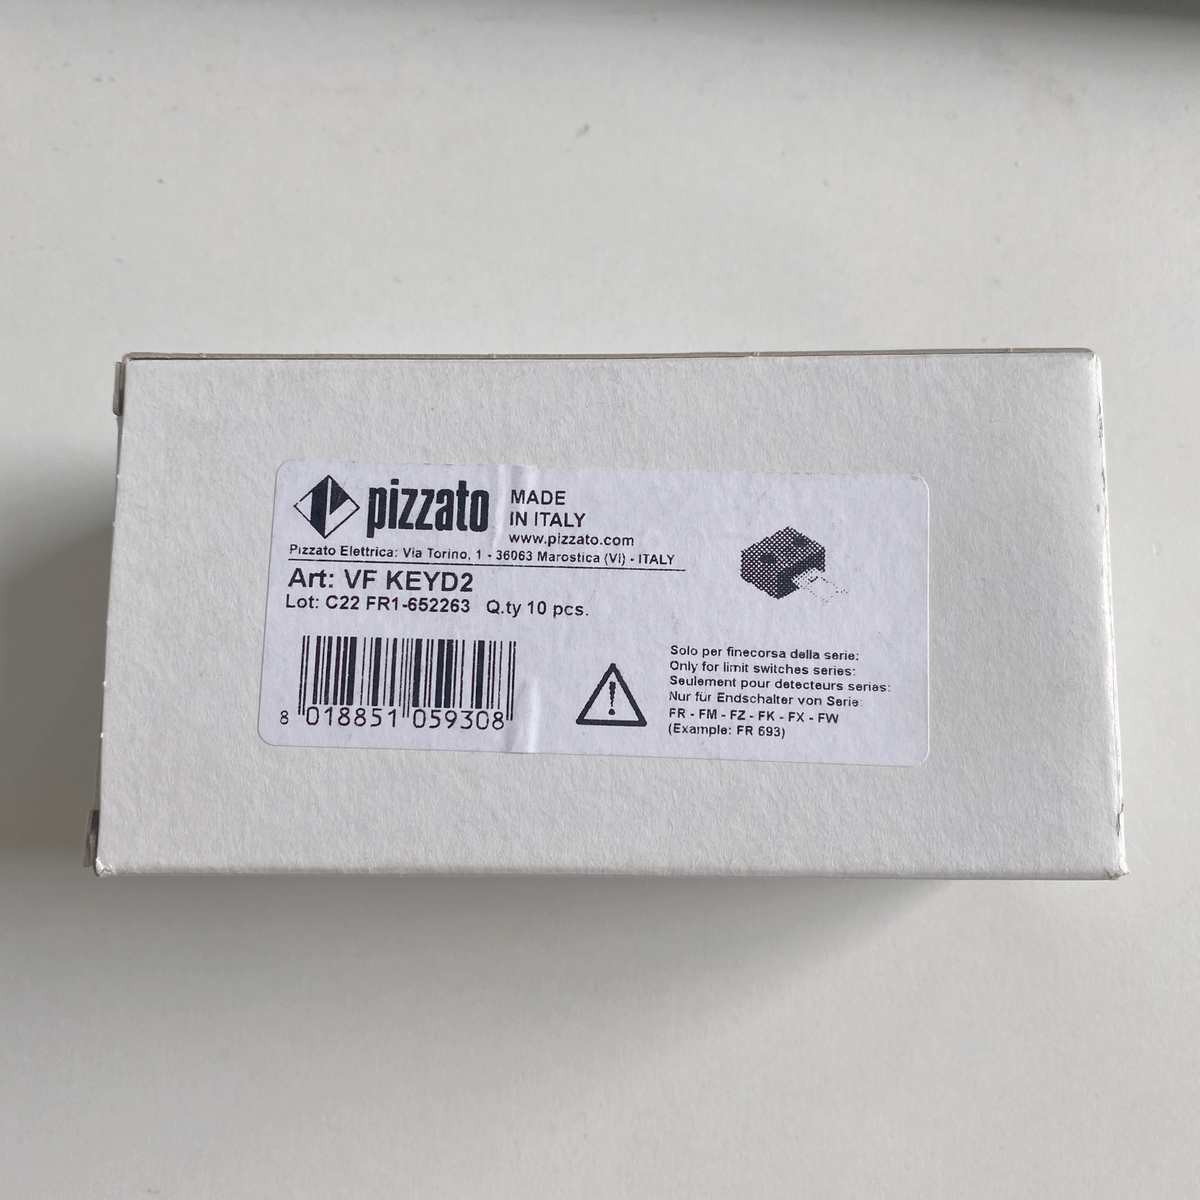 pizzato
MADE
IN ITALY
www.pizzato.com
Pizzato Elettrica: Via Torino, 1 - 36063 Marostica (VI) - ITALY
Art: VF KEYD2
Lot: C22 FR1-652263 Q.ty 10 pcs.
8 018851 059308
Solo per finecorsa della serie:
Only for limit switches series:
Seulement pour detecteurs series:
Nur für Endschalter von Serie:
FR - FM - FZ - FK - FX - FW
(Example: FR 693)